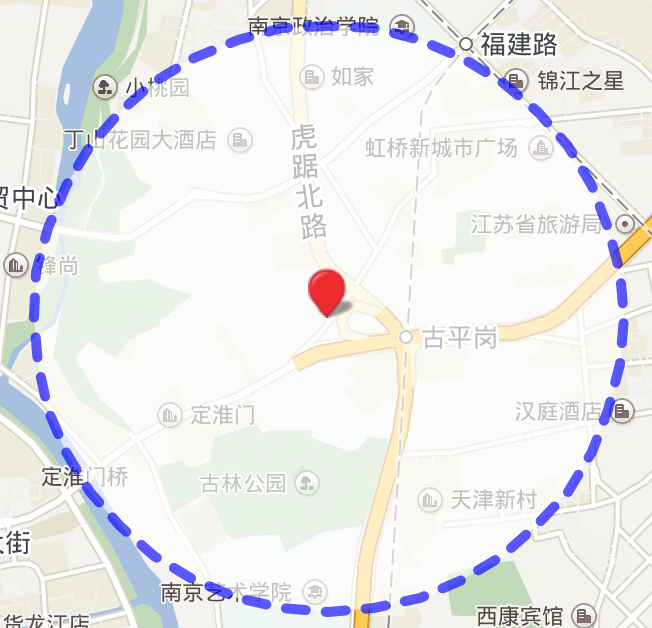 南京政治学院
福建路
如家
锦江之星
小桃园
丁山花园大酒店
虎踞北路
虹桥新城市广场
贸中心
江苏省旅游局
锋尚
古平岗
定淮门
汉庭酒店
定淮门桥
古林公园
天津新村
大街
南京艺术学院
西康宾馆
货龙江店